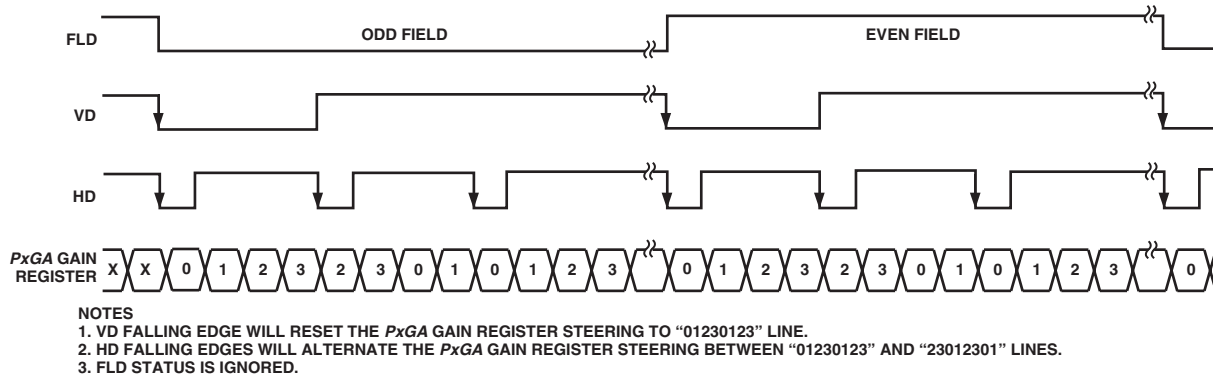 FLD
ODD FIELD
EVEN FIELD
VD
HD
PxGA GAIN
REGISTER
X X 0 1 2 3 2 3 0 1 0 1 2 3 0 1 2 3 2 3 0 1 0 1 2 3 0
NOTES
1. VD FALLING EDGE WILL RESET THE PxGA GAIN REGISTER STEERING TO “01230123” LINE.
2. HD FALLING EDGES WILL ALTERNATE THE PxGA GAIN REGISTER STEERING BETWEEN “01230123” AND “23012301” LINES.
3. FLD STATUS IS IGNORED.